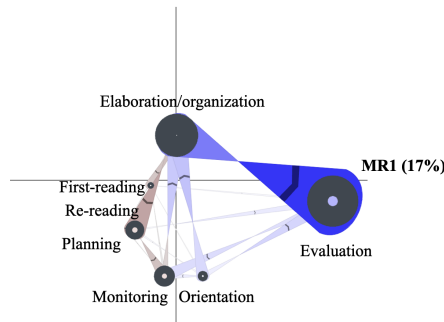 Elaboration/organization
MR1 (17%)
First-reading
Re-reading
Planning
Evaluation
Monitoring
Orientation